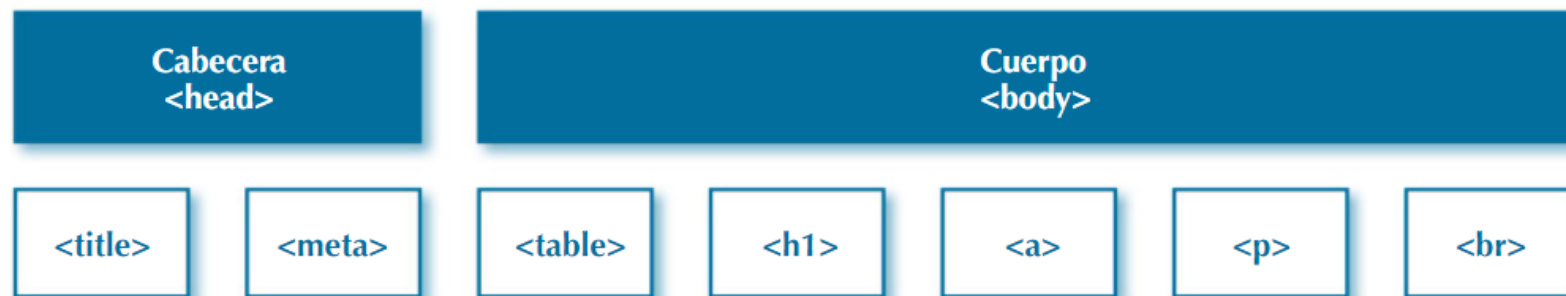 Cabecera
<head>
Cuerpo
<body>
<title>
<meta>
<table>
<h1>
<a>
<p>
<br>